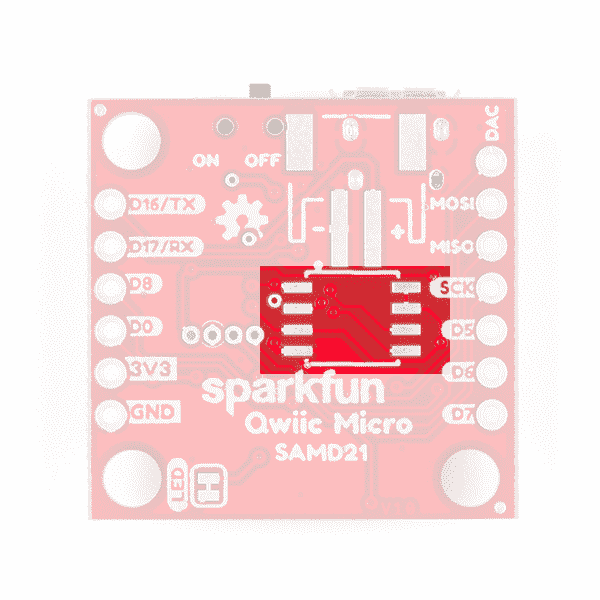 DAC
ON OFF
D16/TX
MOSI
D17/RX
MISO
D8
SCK
D0
D5
3V3
D6
GND
D7
sparkfun
Qwiic Micro
SAMD21
LED